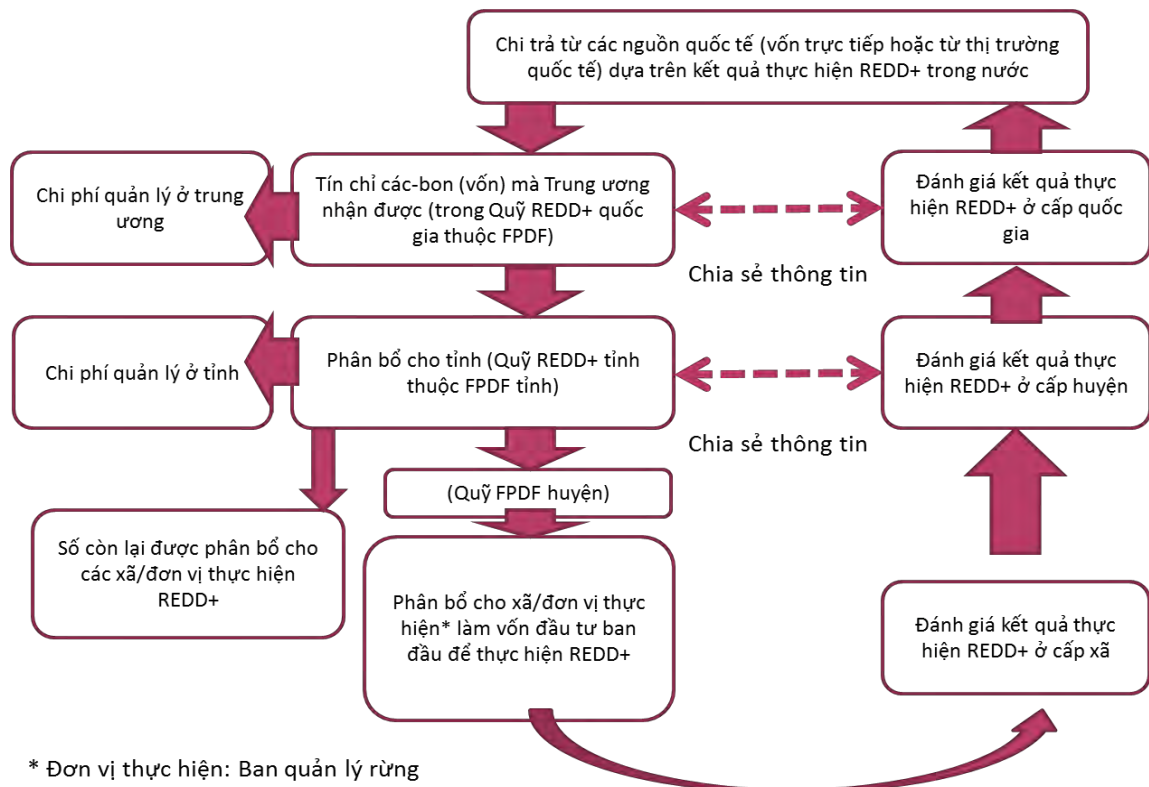 Chi trả từ các nguồn quốc tế (vốn trực tiếp hoặc từ thị trường
quốc tế) dựa trên kết quả thực hiện REDD+ trong nước
Chi phí quản lý ở trung
ương
Tín chỉ các-bon (vốn) mà Trung ương
nhận được (trong Quỹ REDD+ quốc
gia thuộc FPDF)
Đánh giá kết quả thực
hiện REDD+ ở cấp quốc
gia
Chia sẻ thông tin
Chi phí quản lý ở tỉnh
Phân bổ cho tỉnh (Quỹ REDD+ tỉnh
thuộc FPDF tỉnh)
Đánh giá kết quả thực
hiện REDD+ ở cấp huyện
Chia sẻ thông tin
(Quỹ FPDF huyện)
Số còn lại được phân bổ cho
các xã/đơn vị thực hiện
REDD+
Phân bổ cho xã/đơn vị thực
hiện* làm vốn đầu tư ban
đầu để thực hiện REDD+
Đánh giá kết quả thực
hiện REDD+ ở cấp xã
* Đơn vị thực hiện: Ban quản lý rừng